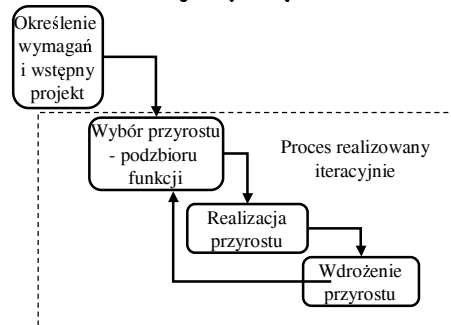 Określenie
wymagań
i wstępny
projekt
Wybór przyrostu
- podzbioru
funkcji
Proces realizowany
iteracyjnie
Realizacja
przyrostu
Wdrożenie
przyrostu